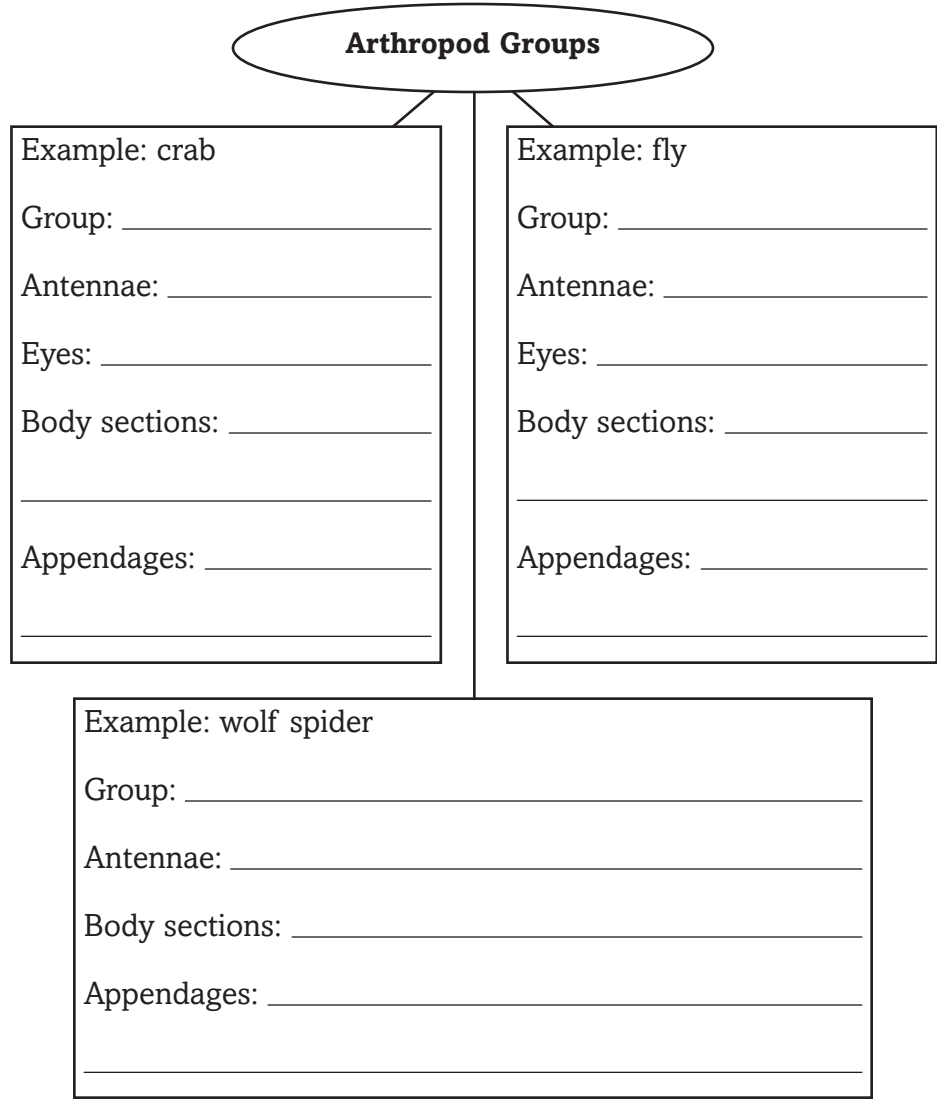 Arthropod Groups
Example: crab
Group:
Antennae:
Eyes:
Body sections:
Appendages:
Example: fly
Group:
Antennae:
Eyes:
Body sections:
Appendages:
Example: wolf spider
Group:
Antennae:
Body sections:
Appendages: